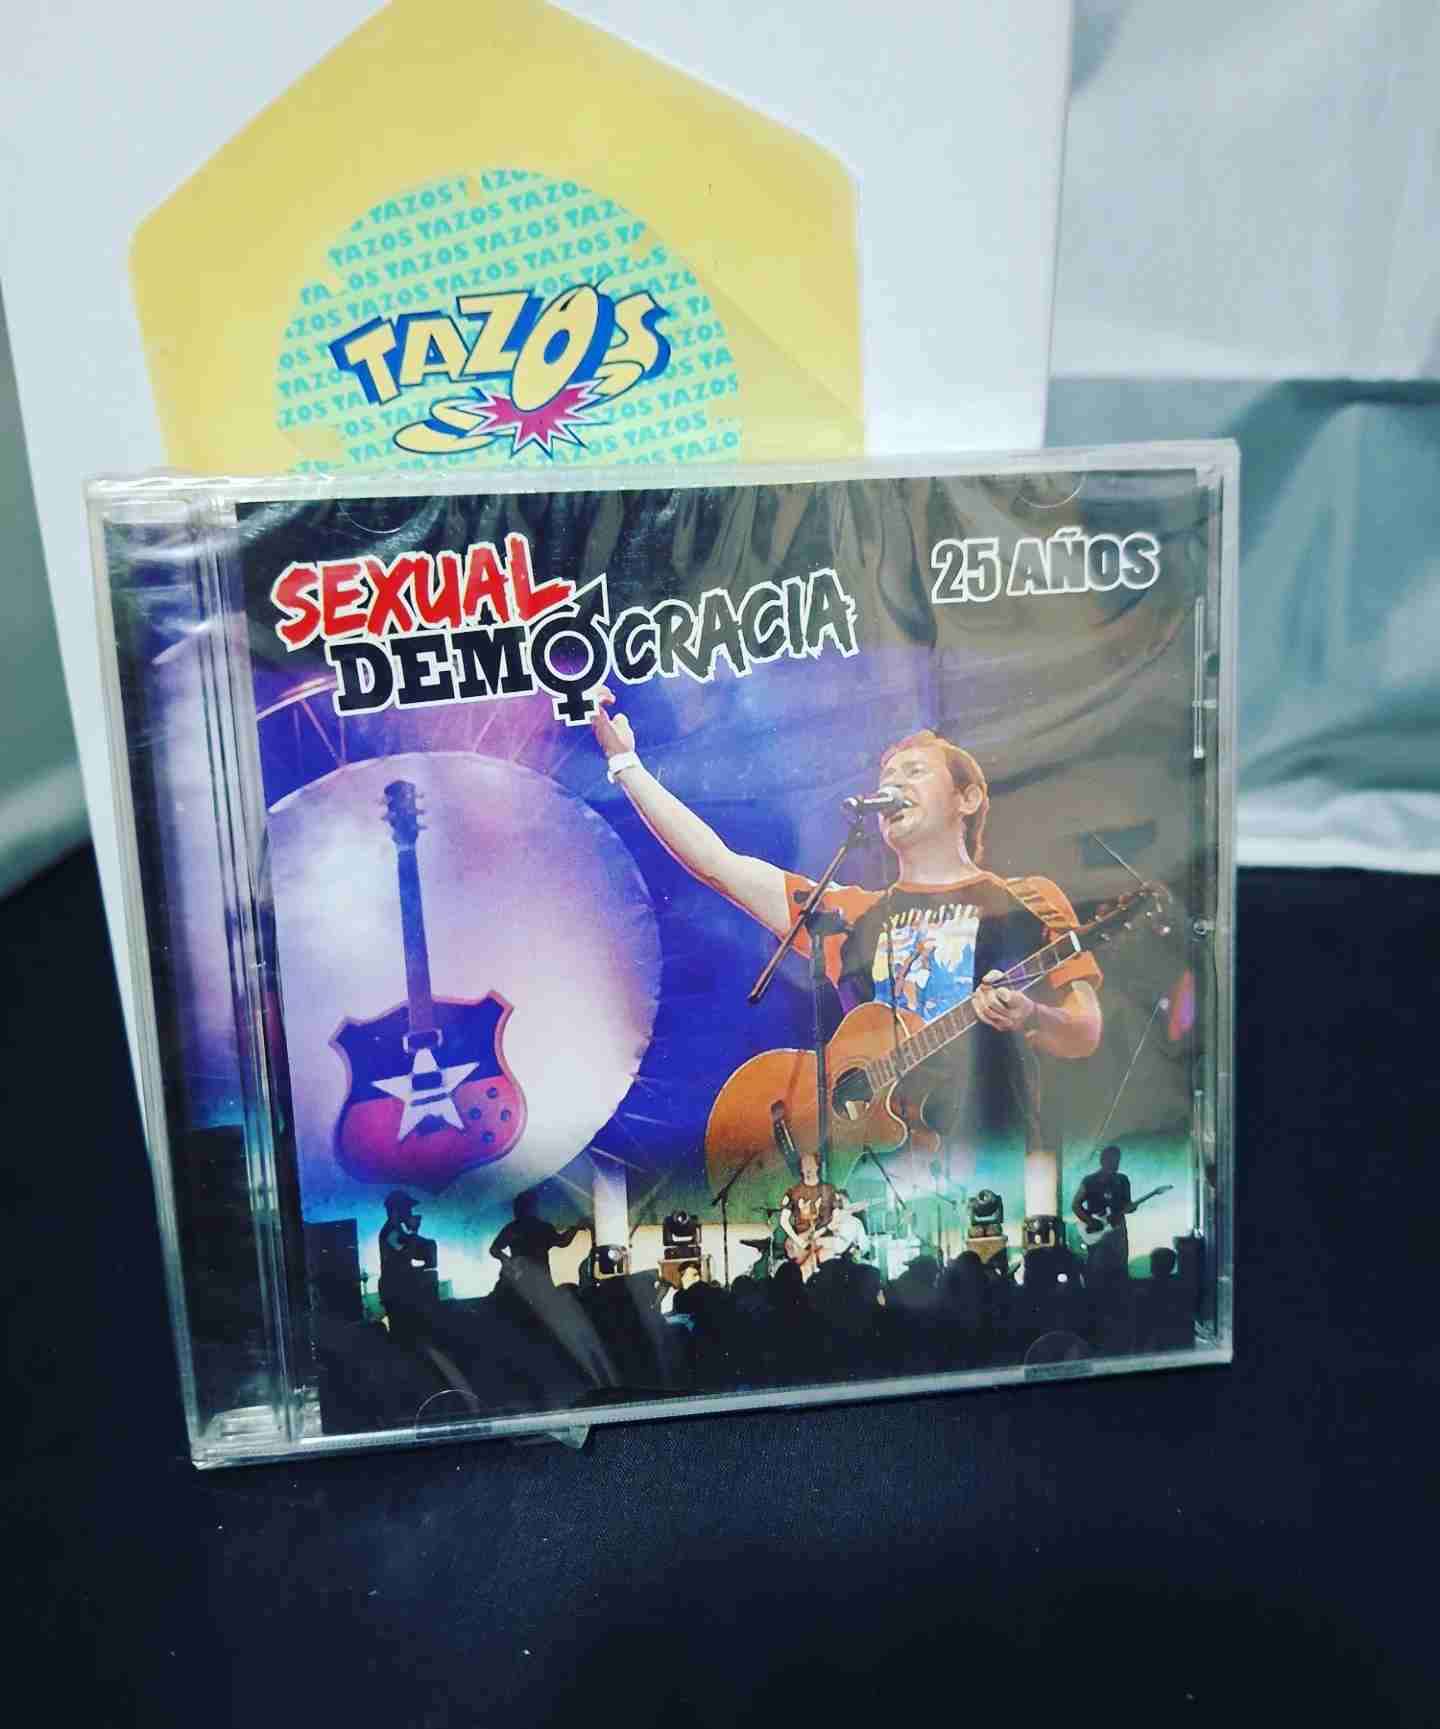 TAZOS
SEXUAL
DEMOCRACIA
25 AÑOS